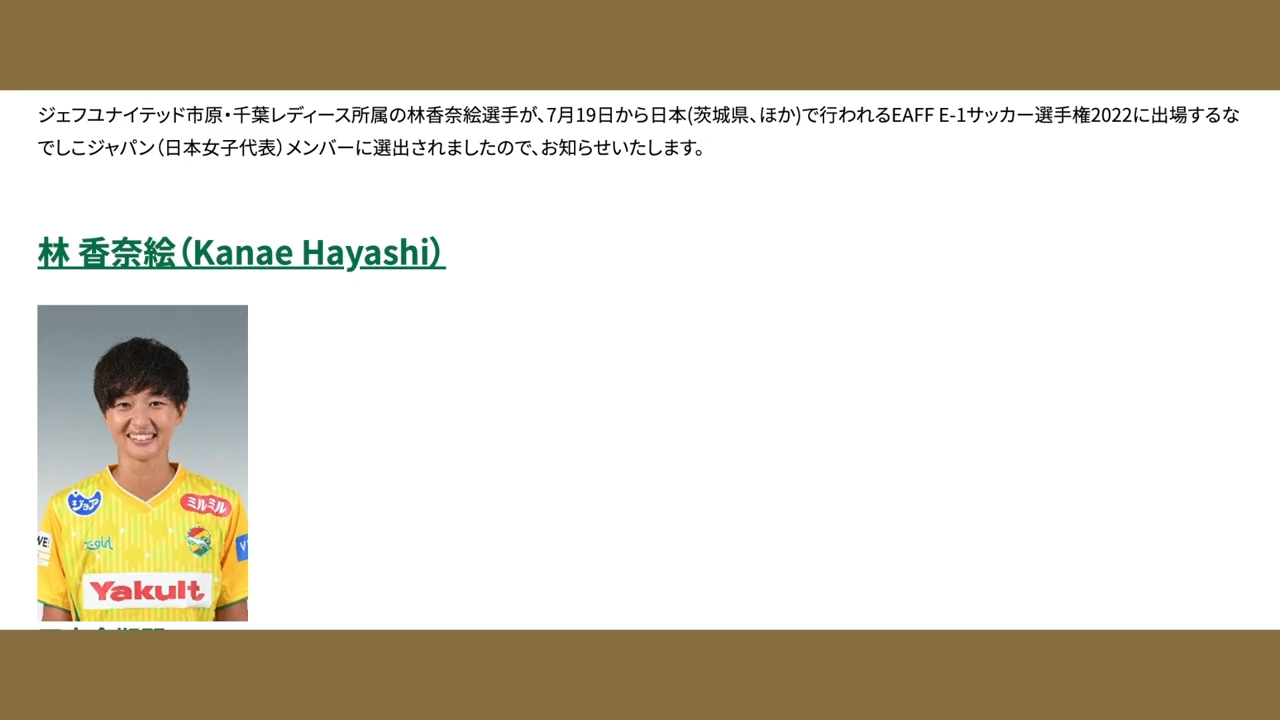 ジェフユナイテッド市原・千葉レディース所属の林香奈絵選手が、7月19日から日本(茨城県、ほか)で行われるEAFF E-1サッカー選手権2022に出場するな
でしこジャパン（日本女子代表）メンバーに選出されましたので、お知らせいたします。
林 香奈絵（Kanae Hayashi）
ジョア
ミルミル
X-girl
Yakult